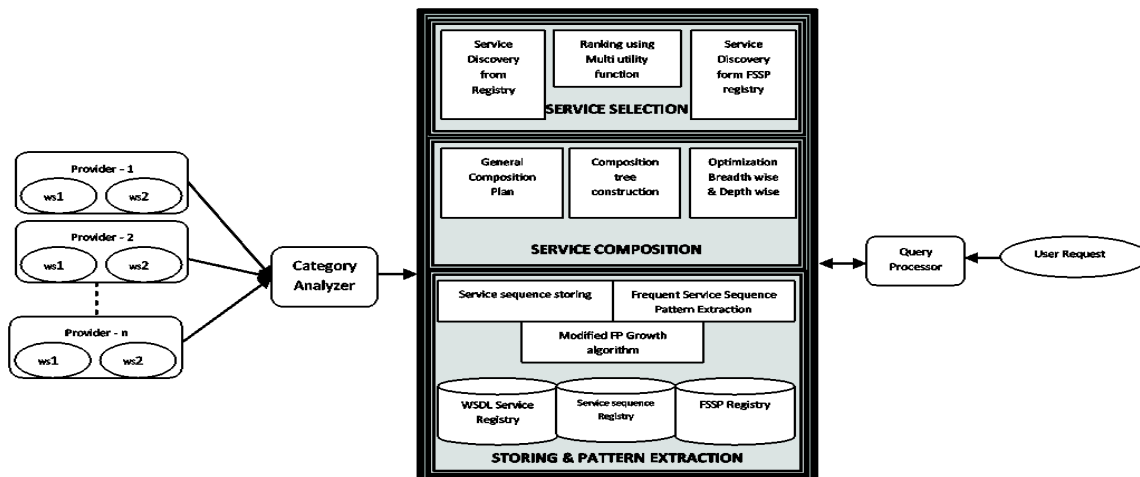 Provider - 1
ws1 ws2
Provider - 2
ws1 ws2
Provider - n
ws1 ws2
Category
Analyzer
Service
Discovery
from
Registry
Ranking using
Multi utility
function
Service
Discovery
form FSSP
registry
SERVICE SELECTION
General
Composition
Plan
Composition
tree
construction
Optimization
Breadth wise
& Depth wise
SERVICE COMPOSITION
Service sequence storing
Frequent Service Sequence
Pattern Extraction
Modified FP Growth
algorithm
WSDL Service
Registry
Service sequence
Registry
FSSP Registry
STORING & PATTERN EXTRACTION
Query
Processor
User Request